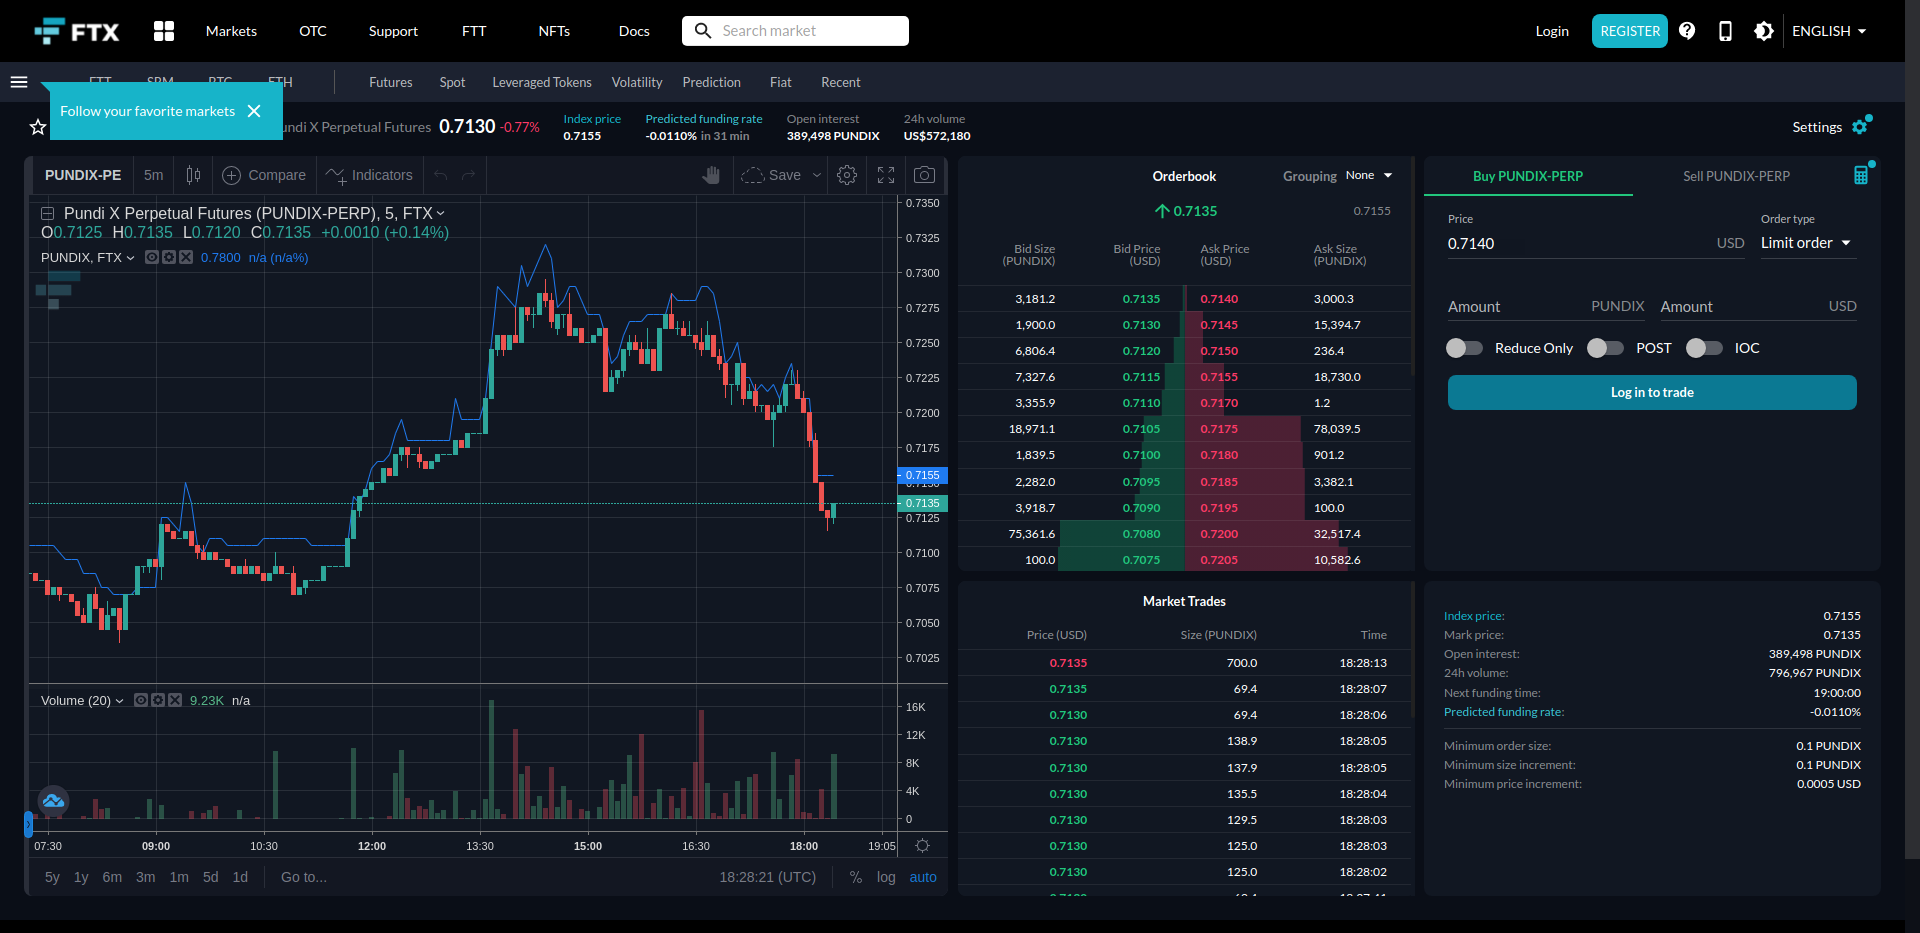 FTX
Markets
OTC
Support
FTT
NFTs
Docs
Search market
Login
REGISTER
ENGLISH
Futures
Spot
Leveraged Tokens
Volatility
Prediction
Fiat
Recent
Follow your favorite markets
X Perpetual Futures
0.7130 -0.77%
Index price
0.7155
Predicted funding rate
-0.0110% in 31 min
Open interest
389,498 PUNDIX
24h volume
US$572,180
Settings
PUNDIX-PE
5m
Compare
Indicators
Save
Pundi X Perpetual Futures (PUNDIX-PERP), 5, FTX
O0.7125 H0.7135 L0.7120 C0.7135 +0.0010 (+0.14%)
PUNDIX, FTX 0.7800 n/a (n/a%)
0.7350
0.7325
0.7300
0.7275
0.7250
0.7225
0.7200
0.7175
0.7155
0.7135
0.7125
0.7100
0.7075
0.7050
0.7025
Volume (20) 9.23K n/a
16K
12K
8K
4K
0
07:30 09:00 10:30 12:00 13:30 15:00 16:30 18:00 19:05
5y 1y 6m 3m 1m 5d 1d Go to...
18:28:21 (UTC) % log auto
Orderbook
Grouping None
0.7135
0.7155
Bid Size (PUNDIX) Bid Price (USD) Ask Price (USD) Ask Size (PUNDIX)
3,181.2 0.7135 0.7140 3,000.3
1,900.0 0.7130 0.7145 15,394.7
6,806.4 0.7120 0.7150 236.4
7,327.6 0.7115 0.7155 18,730.0
3,355.9 0.7110 0.7170 1.2
18,971.1 0.7105 0.7175 78,039.5
1,839.5 0.7100 0.7180 901.2
2,282.0 0.7095 0.7185 3,382.1
3,918.7 0.7090 0.7195 100.0
75,361.6 0.7080 0.7200 32,517.4
100.0 0.7075 0.7205 10,582.6
Market Trades
Price (USD) Size (PUNDIX) Time
0.7135 700.0 18:28:13
0.7135 69.4 18:28:07
0.7130 69.4 18:28:06
0.7130 138.9 18:28:05
0.7130 137.9 18:28:05
0.7130 135.5 18:28:04
0.7130 129.5 18:28:03
0.7130 125.0 18:28:03
0.7130 125.0 18:28:02
Buy PUNDIX-PERP
Sell PUNDIX-PERP
Price
0.7140 USD
Order type
Limit order
Amount PUNDIX
Amount USD
Reduce Only
POST
IOC
Log in to trade
Index price: 0.7155
Mark price: 0.7135
Open interest: 389,498 PUNDIX
24h volume: 796,967 PUNDIX
Next funding time: 19:00:00
Predicted funding rate: -0.0110%
Minimum order size: 0.1 PUNDIX
Minimum size increment: 0.1 PUNDIX
Minimum price increment: 0.0005 USD